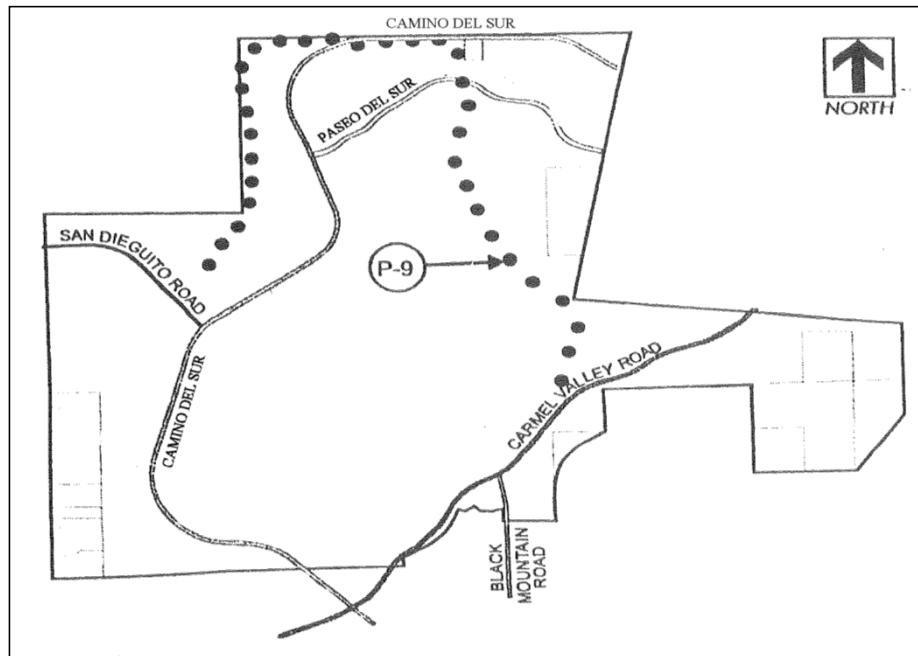 CAMINO DEL SUR
NORTH
PASEO DEL SUR
SAN DIEGUITO ROAD
P-9
CAMINO DEL SUR
CARMEL VALLEY ROAD
BLACK
MOUNTAIN
ROAD